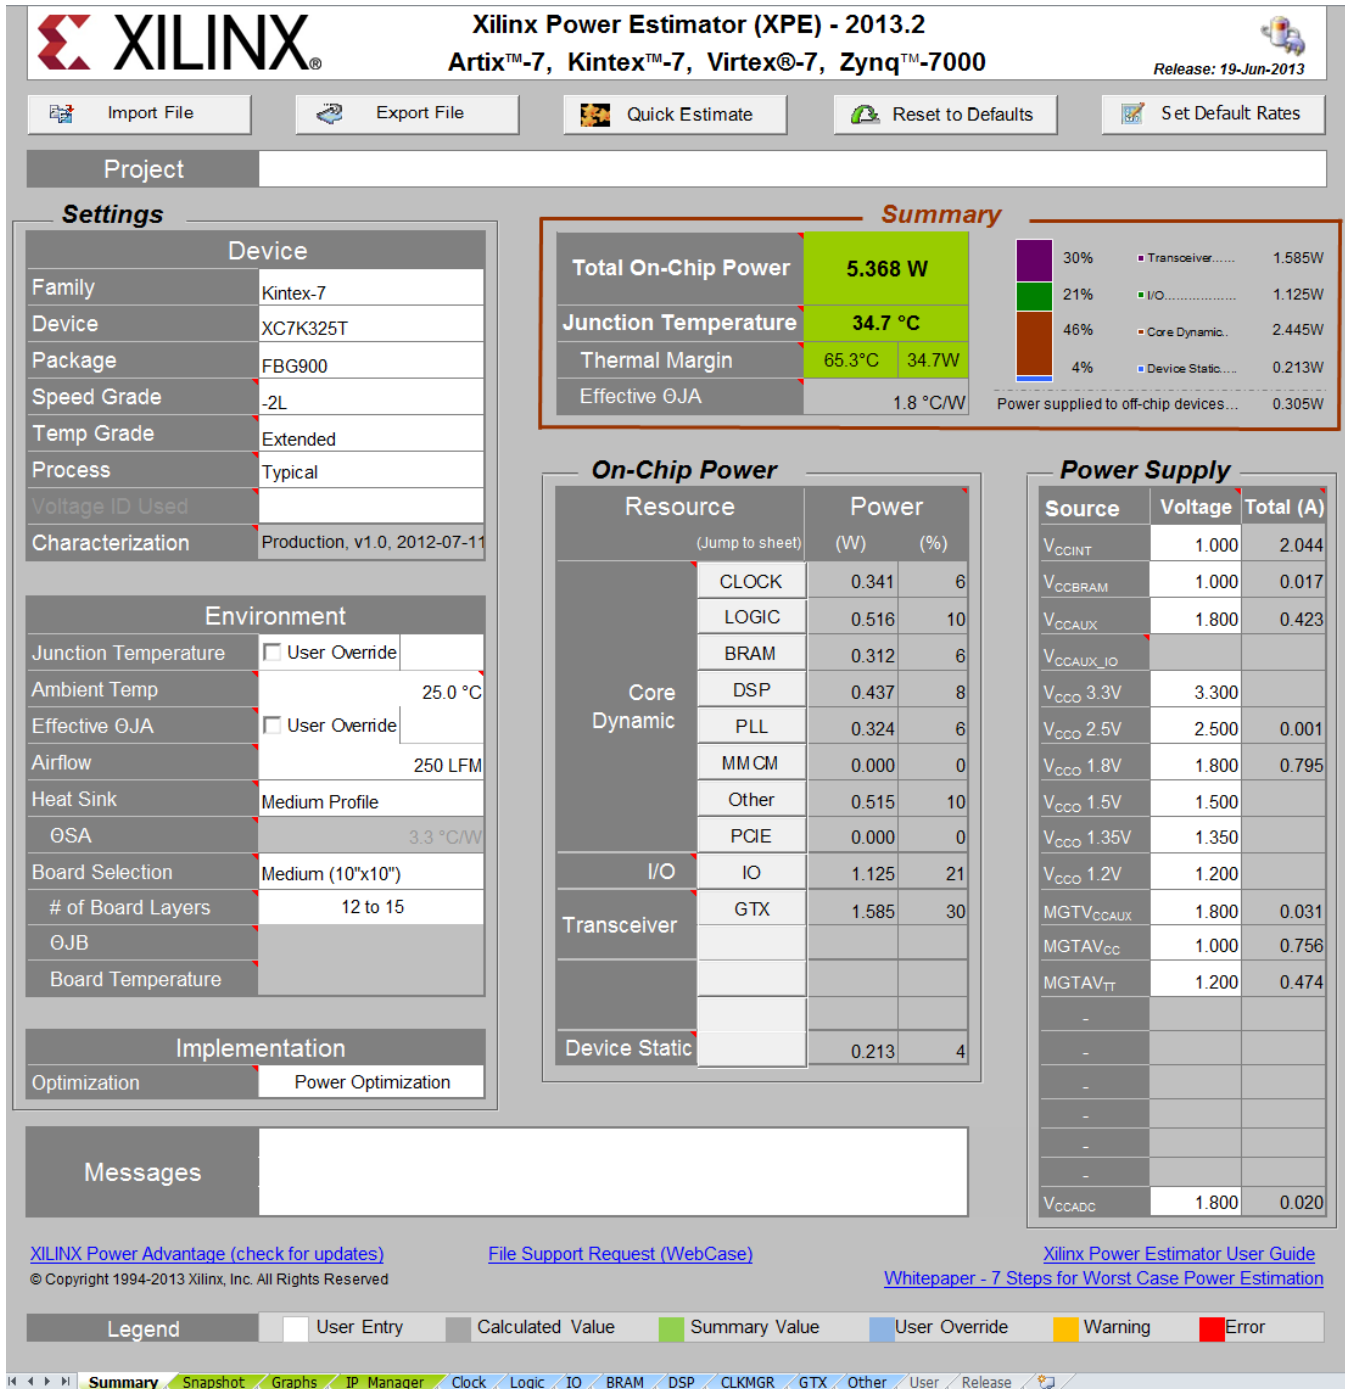 XILINX®
Xilinx Power Estimator (XPE) - 2013.2
Artix™-7, Kintex™-7, Virtex®-7, Zynq™-7000
Release: 19-Jun-2013
Import File
Export File
Quick Estimate
Reset to Defaults
Set Default Rates
Project
Settings
Device
Family Kintex-7
Device XC7K325T
Package FBG900
Speed Grade -2L
Temp Grade Extended
Process Typical
Voltage ID Used
Characterization Production, v1.0, 2012-07-11
Environment
Junction Temperature User Override
Ambient Temp 25.0 °C
Effective ΘJA User Override
Airflow 250 LFM
Heat Sink Medium Profile
ΘSA 3.3 °C/W
Board Selection Medium (10"x10")
# of Board Layers 12 to 15
ΘJB
Board Temperature
Implementation
Optimization Power Optimization
Summary
Total On-Chip Power 5.368 W
Junction Temperature 34.7 °C
Thermal Margin 65.3°C 34.7W
Effective ΘJA 1.8 °C/W
30% Transceiver...... 1.585W
21% I/O.................. 1.125W
46% Core Dynamic.. 2.445W
4% Device Static..... 0.213W
Power supplied to off-chip devices... 0.305W
On-Chip Power
Resource Power
(Jump to sheet) (W) (%)
Core Dynamic
CLOCK 0.341 6
LOGIC 0.516 10
BRAM 0.312 6
DSP 0.437 8
PLL 0.324 6
MMCM 0.000 0
Other 0.515 10
PCIE 0.000 0
I/O IO 1.125 21
Transceiver GTX 1.585 30
Device Static 0.213 4
Power Supply
Source Voltage Total (A)
VCCINT 1.000 2.044
VCCBRAM 1.000 0.017
VCCAUX 1.800 0.423
VCCAUX_IO
VCCO 3.3V 3.300
VCCO 2.5V 2.500 0.001
VCCO 1.8V 1.800 0.795
VCCO 1.5V 1.500
VCCO 1.35V 1.350
VCCO 1.2V 1.200
MGTVCCAUX 1.800 0.031
MGTAVCC 1.000 0.756
MGTAVTT 1.200 0.474
-
-
-
-
-
-
VCCADC 1.800 0.020
Messages
XILINX Power Advantage (check for updates)
File Support Request (WebCase)
Xilinx Power Estimator User Guide
© Copyright 1994-2013 Xilinx, Inc. All Rights Reserved
Whitepaper - 7 Steps for Worst Case Power Estimation
Legend User Entry Calculated Value Summary Value User Override Warning Error
Summary Snapshot Graphs IP Manager Clock Logic IO BRAM DSP CLKMGR GTX Other User Release